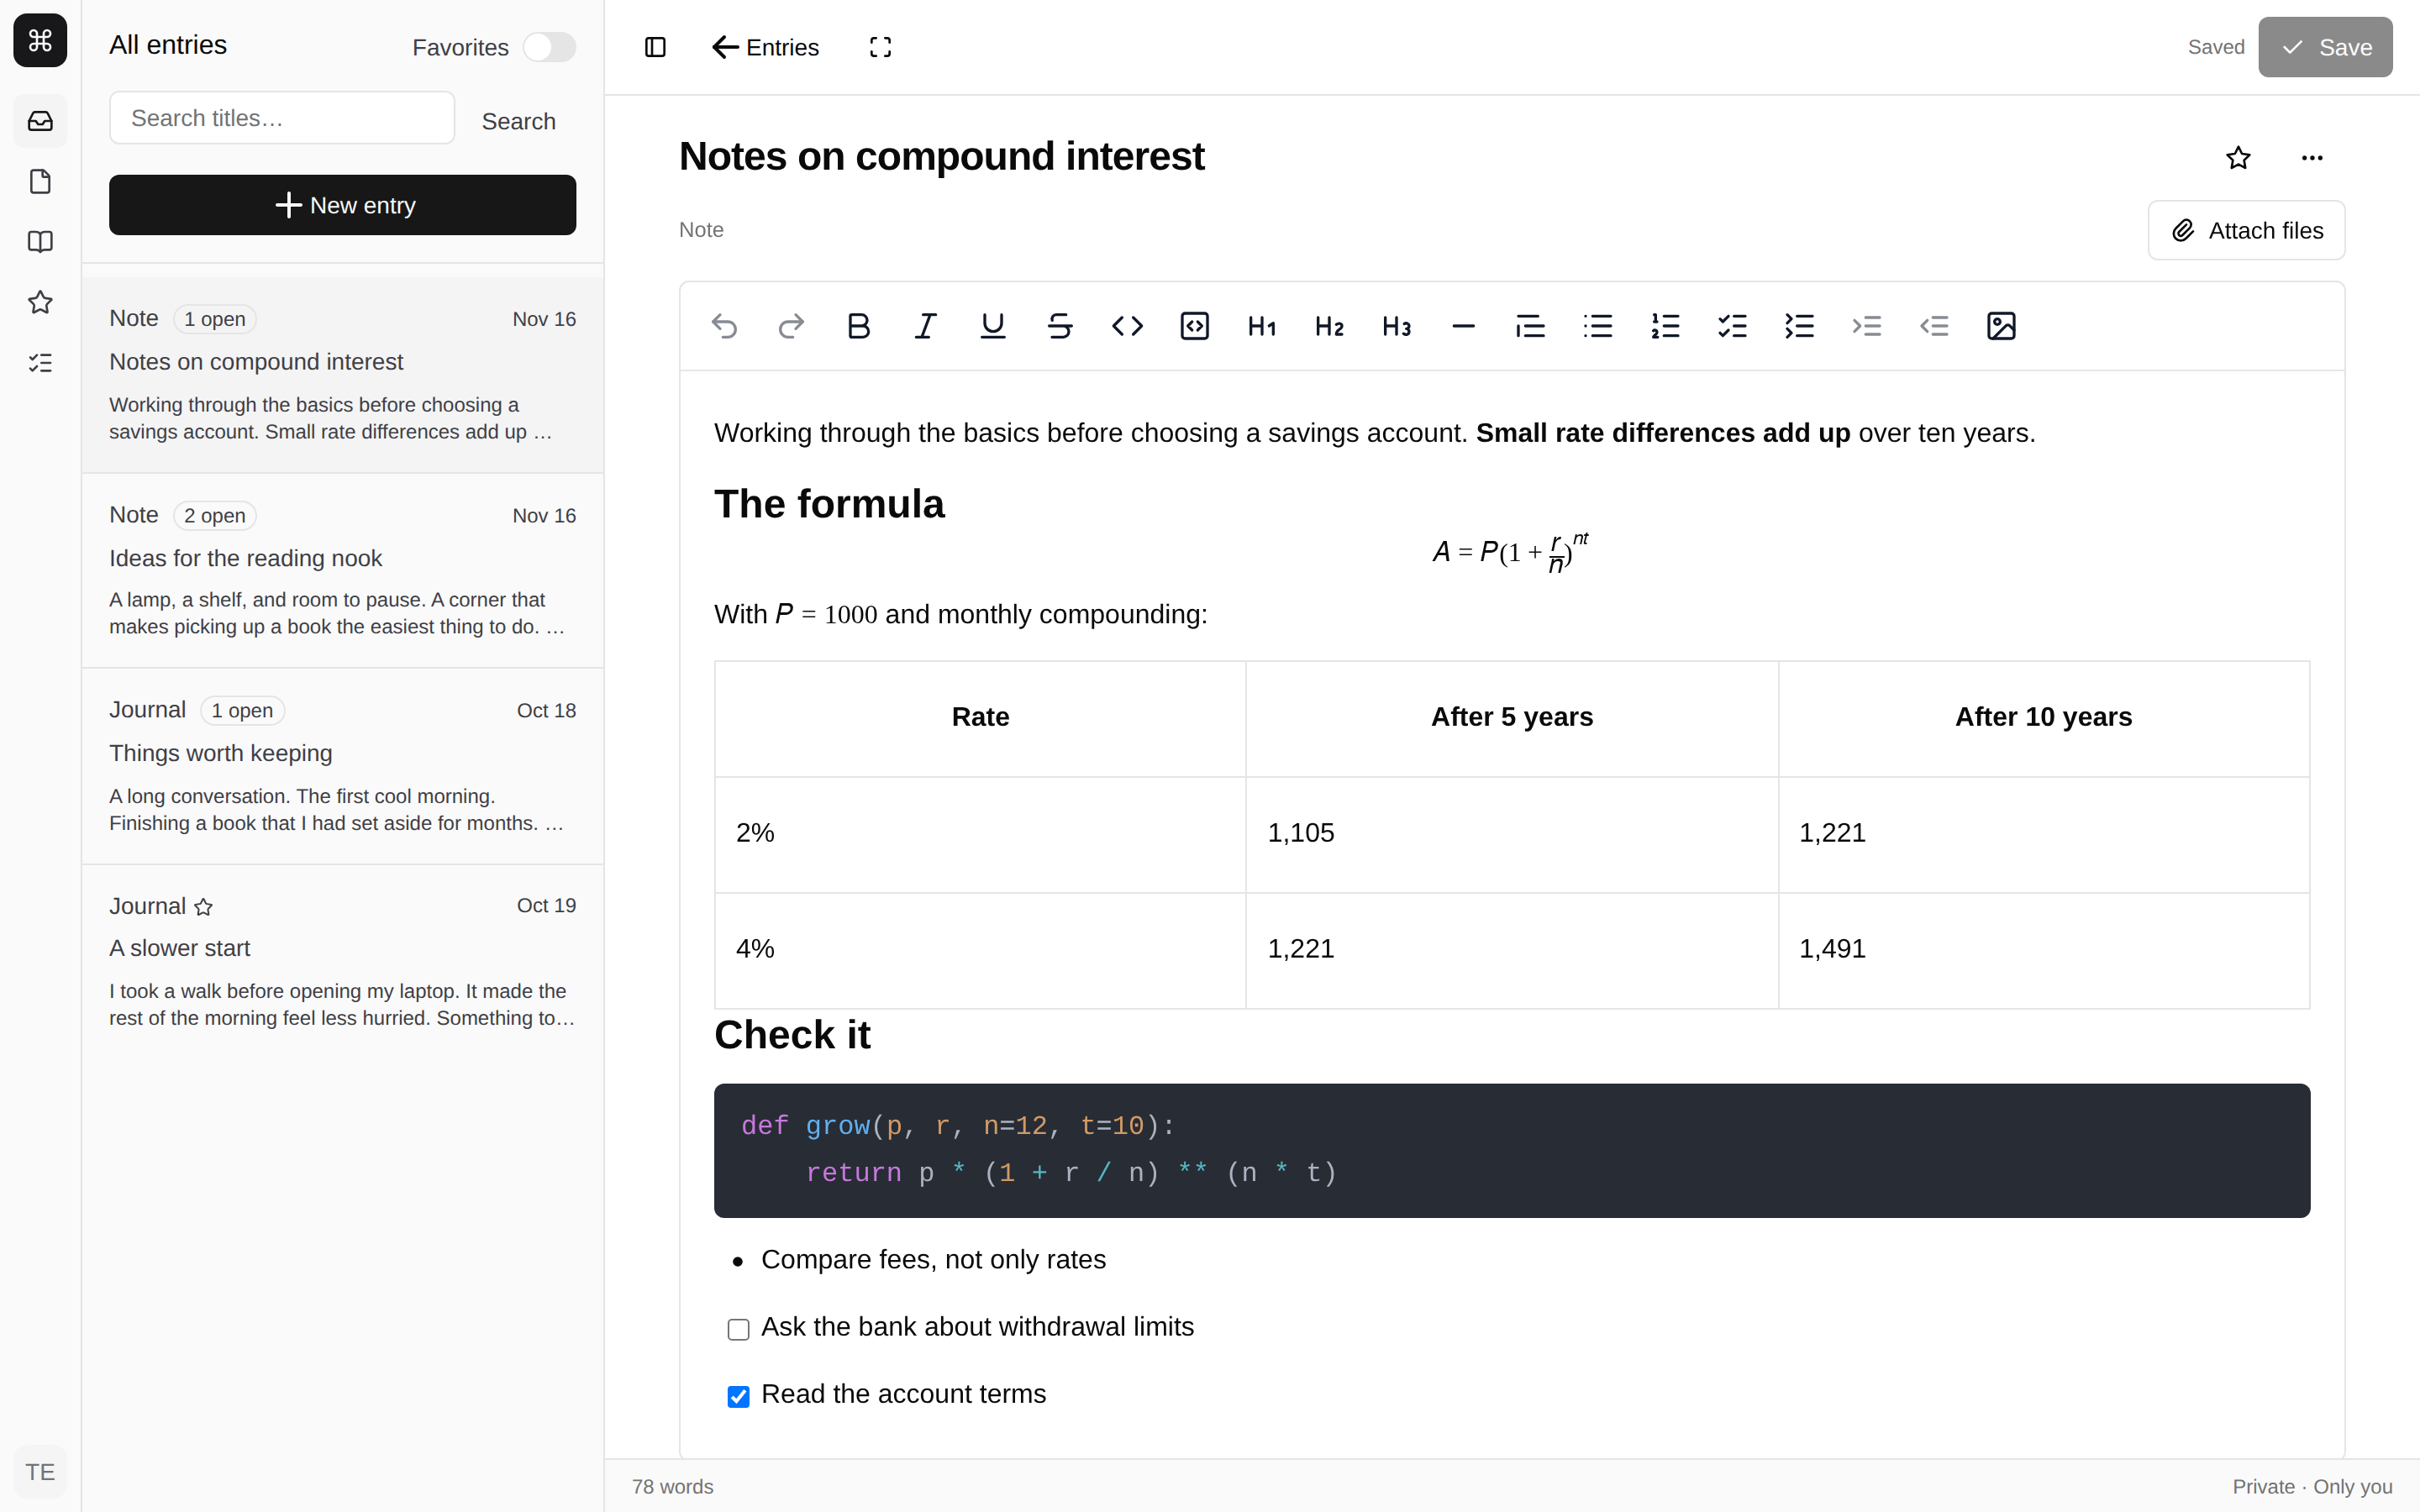 All entries
Favorites
Search titles…
Search
New entry
Note 1 open Nov 16
Notes on compound interest
Working through the basics before choosing a
savings account. Small rate differences add up …
Note 2 open Nov 16
Ideas for the reading nook
A lamp, a shelf, and room to pause. A corner that
makes picking up a book the easiest thing to do. …
Journal 1 open Oct 18
Things worth keeping
A long conversation. The first cool morning.
Finishing a book that I had set aside for months. …
Journal Oct 19
A slower start
I took a walk before opening my laptop. It made the
rest of the morning feel less hurried. Something to…
TE
Entries
Saved
Save
Notes on compound interest
Note
Attach files
H1 H2 H3
Working through the basics before choosing a savings account. Small rate differences add up over ten years.
The formula
A = P(1 + r/n)^nt
With P = 1000 and monthly compounding:
Rate After 5 years After 10 years
2% 1,105 1,221
4% 1,221 1,491
Check it
def grow(p, r, n=12, t=10):
    return p * (1 + r / n) ** (n * t)
• Compare fees, not only rates
Ask the bank about withdrawal limits
Read the account terms
78 words
Private · Only you